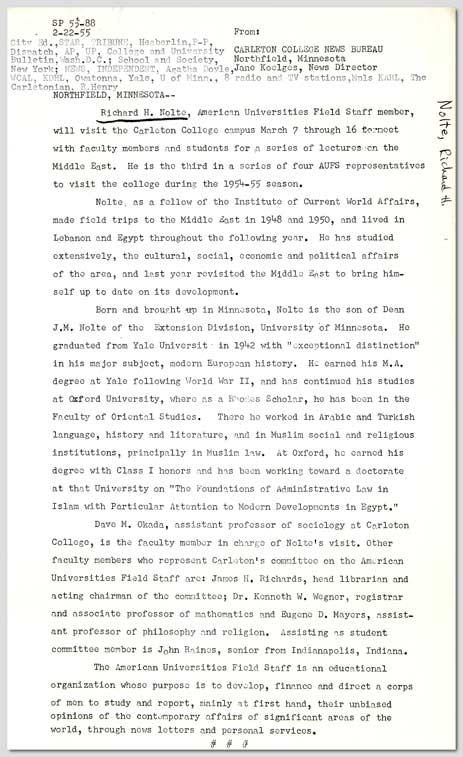 SP 5½-88
2-22-55
From:
City Ed., STAR, TRIBUNE, Heaberlin, P-P,
Dispatch, AP, UP, College and University
CARLETON COLLEGE NEWS BUREAU
Bulletin, Wash.D.C.; School and Society,
Northfield, Minnesota
New York; NEWS, INDEPENDENT, Agatha Doyle,
Jane Koelges, News Director
WCAL, KDHL, Owatonna, Yale, U of Minn., 8 radio and TV stations, Nels KARL, The
Carletonian, R.Henry
NORTHFIELD, MINNESOTA--
Richard H. Nolte, American Universities Field Staff member,
will visit the Carleton College campus March 7 through 16 to meet
with faculty members and students for a series of lectures on the
Middle East. He is the third in a series of four AUFS representatives
to visit the college during the 1954-55 season.
Nolte, as a fellow of the Institute of Current World Affairs,
made field trips to the Middle East in 1948 and 1950, and lived in
Lebanon and Egypt throughout the following year. He has studied
extensively, the cultural, social, economic and political affairs
of the area, and last year revisited the Middle East to bring him-
self up to date on its development.
Born and brought up in Minnesota, Nolte is the son of Dean
J.M. Nolte of the Extension Division, University of Minnesota. He
graduated from Yale Universit in 1942 with "exceptional distinction"
in his major subject, modern European history. He earned his M.A.
degree at Yale following World War II, and has continued his studies
at Oxford University, where as a Rhodes Scholar, he has been in the
Faculty of Oriental Studies. There he worked in Arabic and Turkish
language, history and literature, and in Muslim social and religious
institutions, principally in Muslim law. At Oxford, he earned his
degree with Class I honors and has been working toward a doctorate
at that University on "The Foundations of Administrative Law in
Islam with Particular Attention to Modern Developments in Egypt."
Dave M. Okada, assistant professor of sociology at Carleton
College, is the faculty member in charge of Nolte's visit. Other
faculty members who represent Carleton's committee on the American
Universities Field Staff are: James H. Richards, head librarian and
acting chairman of the committee; Dr. Kenneth W. Wegner, registrar
and associate professor of mathematics and Eugene D. Mayers, assist-
ant professor of philosophy and religion. Assisting as student
committee member is John Raines, senior from Indianapolis, Indiana.
The American Universities Field Staff is an educational
organization whose purpose is to develop, finance and direct a corps
of men to study and report, mainly at first hand, their unbiased
opinions of the contemporary affairs of significant areas of the
world, through news letters and personal services.
# # #
Nolte, Richard H.